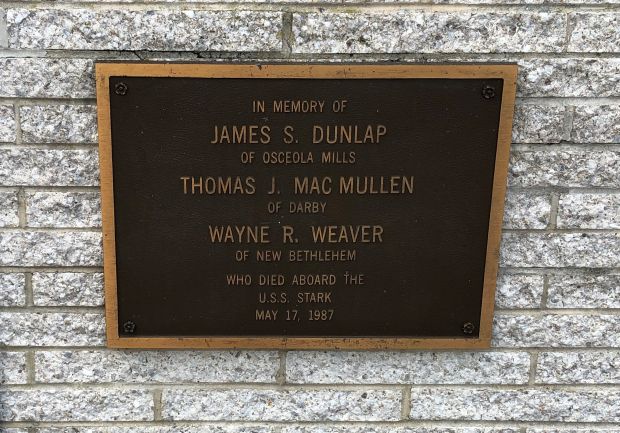 IN MEMORY OF
JAMES S. DUNLAP
OF OSCEOLA MILLS
THOMAS J. MAC MULLEN
OF DARBY
WAYNE R. WEAVER
OF NEW BETHLEHEM
WHO DIED ABOARD THE
U.S.S. STARK
MAY 17, 1987